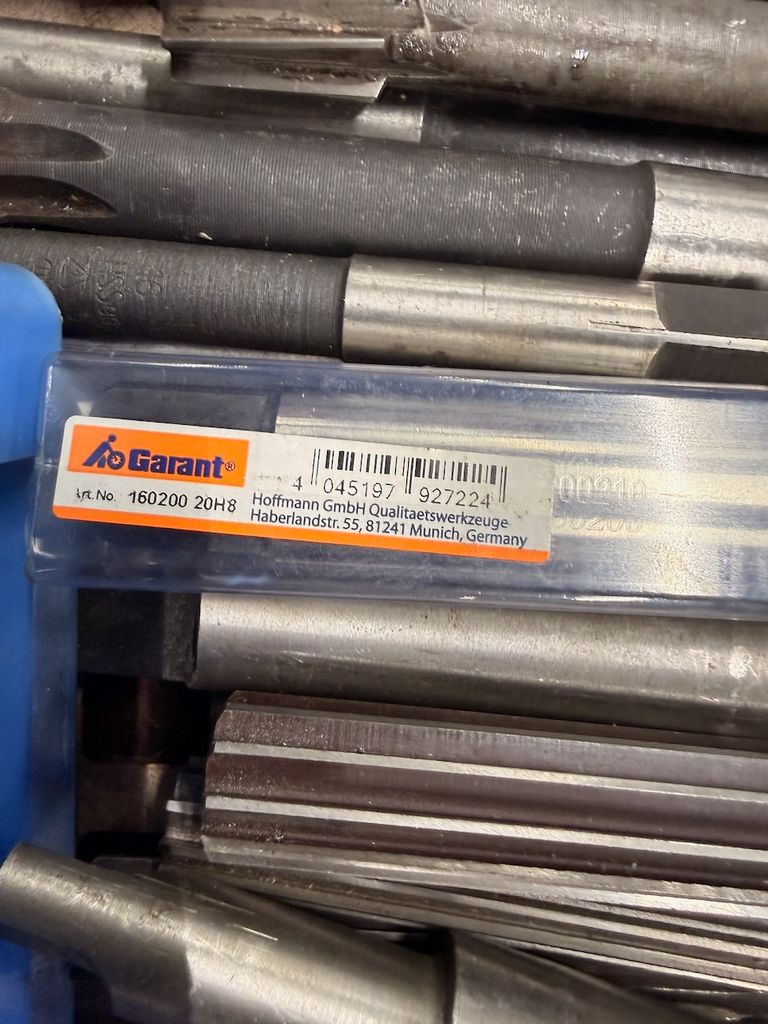 Garant®
Art. No. 160200 20H8
4 045197 927224
Hoffmann GmbH Qualitaetswerkzeuge
Haberlandstr. 55, 81241 Munich, Germany